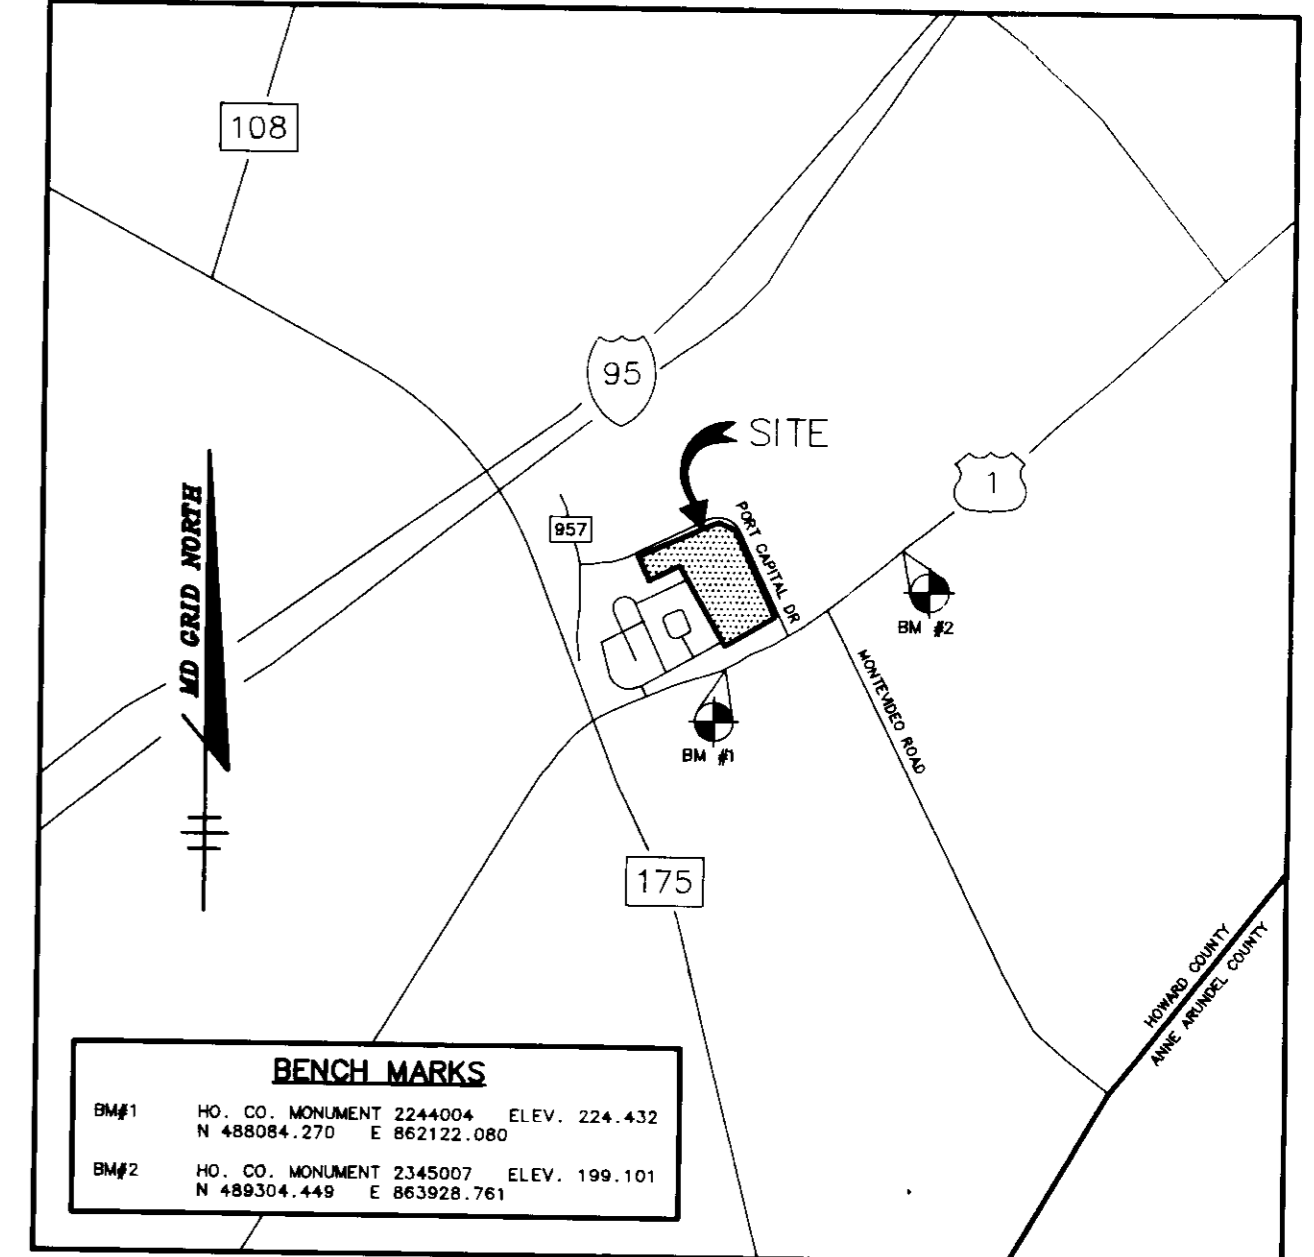 108
95
SITE
1
MD GRID NORTH
957
PORT CAPITAL DR
BM #2
MONTEVIDEO ROAD
BM #1
175
HOWARD COUNTY
ANNE ARUNDEL COUNTY
BENCH MARKS
BM#1 HO. CO. MONUMENT 2244004 ELEV. 224.432
N 488084.270 E 862122.080
BM#2 HO. CO. MONUMENT 2345007 ELEV. 199.101
N 489304.449 E 863928.761